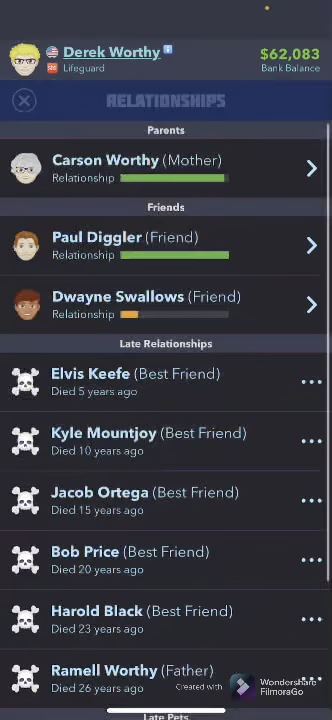 Derek Worthy
$62,083
Lifeguard
Bank Balance
RELATIONSHIPS
Parents
Carson Worthy (Mother)
Relationship
Friends
Paul Diggler (Friend)
Relationship
Dwayne Swallows (Friend)
Relationship
Late Relationships
Elvis Keefe (Best Friend)
Died 5 years ago
Kyle Mountjoy (Best Friend)
Died 10 years ago
Jacob Ortega (Best Friend)
Died 15 years ago
Bob Price (Best Friend)
Died 20 years ago
Harold Black (Best Friend)
Died 23 years ago
Ramell Worthy (Father)
Died 26 years ago
Created with
Wondershare
FilmoraGo
Late Pets